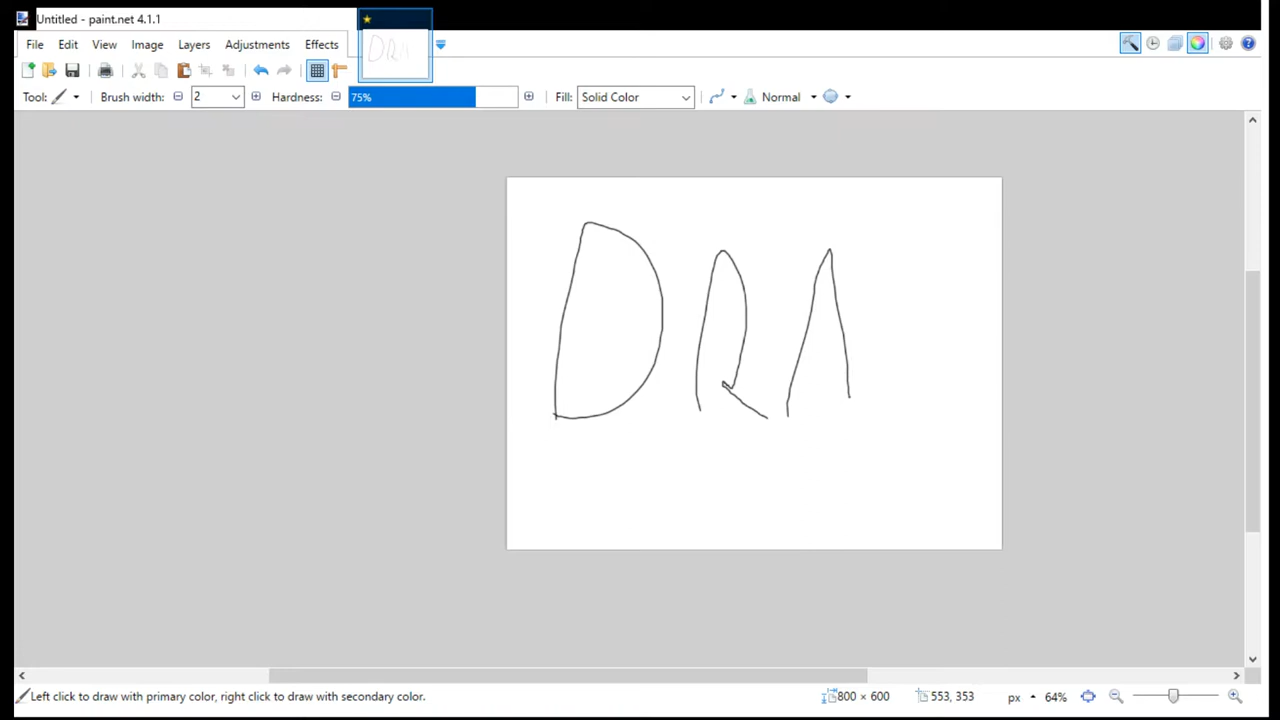 Untitled - paint.net 4.1.1
File Edit View Image Layers Adjustments Effects
Tool: Brush width: 2 Hardness: 75% Fill: Solid Color Normal
DRA
Left click to draw with primary color, right click to draw with secondary color. 800 × 600 553, 353 px 64%